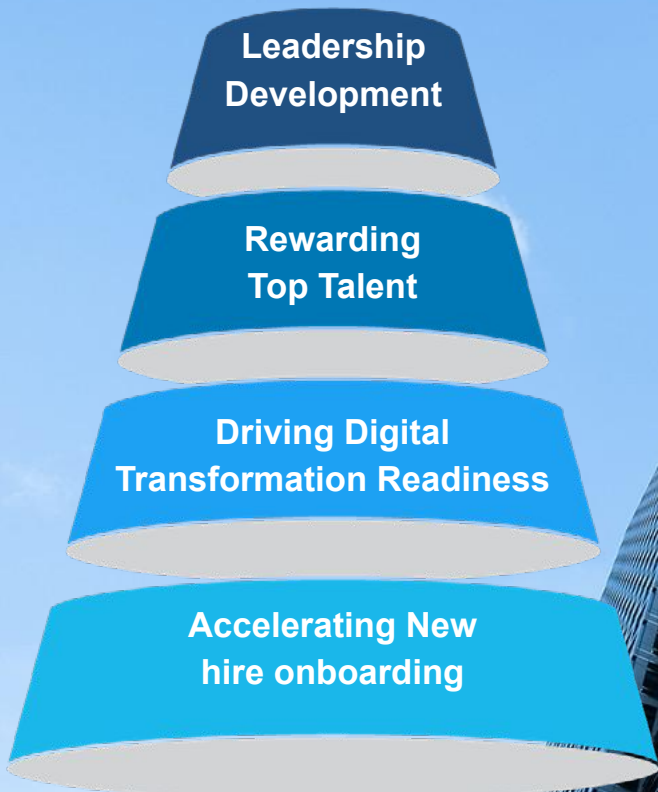 Leadership
Development
Rewarding
Top Talent
Driving Digital
Transformation Readiness
Accelerating New
hire onboarding